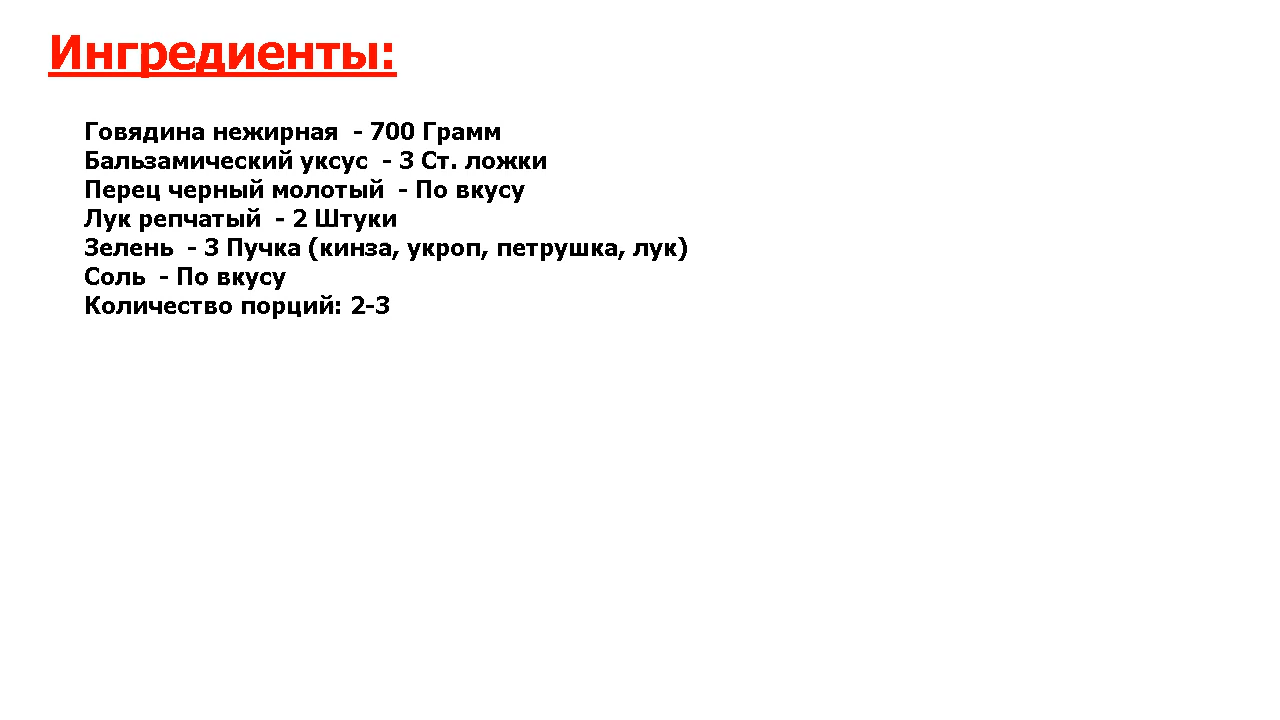 Ингредиенты:
Говядина нежирная  - 700 Грамм
Бальзамический уксус  - 3 Ст. ложки
Перец черный молотый  - По вкусу
Лук репчатый  - 2 Штуки
Зелень  - 3 Пучка (кинза, укроп, петрушка, лук)
Соль  - По вкусу
Количество порций: 2-3